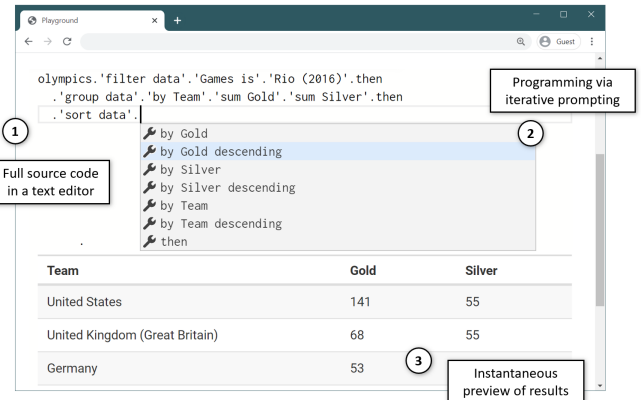 Playground
Guest
olympics.'filter data'.'Games is'.'Rio (2016)'.then
.'group data'.'by Team'.'sum Gold'.'sum Silver'.then
.'sort data'.
Programming via
iterative prompting
1
2
Full source code
in a text editor
by Gold
by Gold descending
by Silver
by Silver descending
by Team
by Team descending
then
.
Team Gold Silver
United States 141 55
United Kingdom (Great Britain) 68 55
Germany 53
3
Instantaneous
preview of results